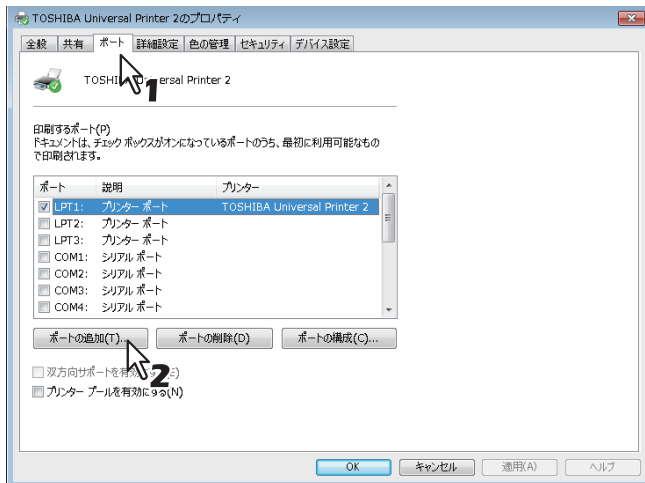 TOSHIBA Universal Printer 2のプロパティ
全般 共有 ポート 詳細設定 色の管理 セキュリティ デバイス設定
1
Printer 2
印刷するポート(P)
ドキュメントは、チェック ボックスがオンになっているポートのうち、最初に利用可能なもの
で印刷されます。
ポート 説明 プリンター
LPT1: プリンター ポート TOSHIBA Universal Printer 2
LPT2: プリンター ポート
LPT3: プリンター ポート
COM1: シリアル ポート
COM2: シリアル ポート
COM3: シリアル ポート
COM4: シリアル ポート
ポートの追加(T)... ポートの削除(D) ポートの構成(C)...
2
双方向サポートを有効
プリンター プールを有効にする(N)
OK キャンセル 適用(A) ヘルプ